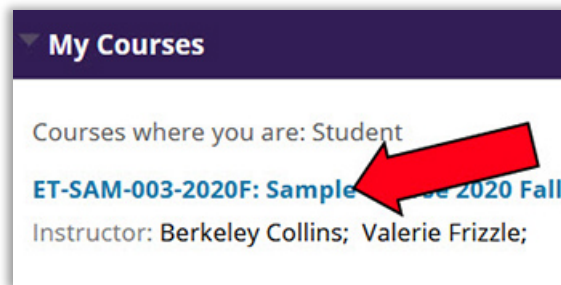 My Courses
Courses where you are: Student
ET-SAM-003-2020F: Sample 2020 Fall
Instructor: Berkeley Collins; Valerie Frizzle;